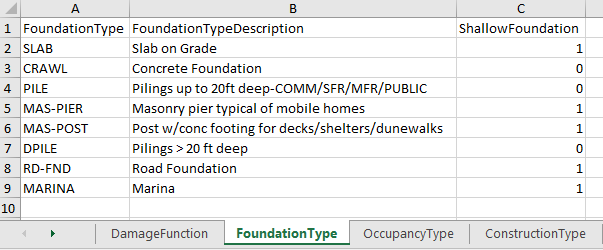 A B C
1 FoundationType FoundationTypeDescription ShallowFoundation
2 SLAB Slab on Grade 1
3 CRAWL Concrete Foundation 0
4 PILE Pilings up to 20ft deep-COMM/SFR/MFR/PUBLIC 0
5 MAS-PIER Masonry pier typical of mobile homes 1
6 MAS-POST Post w/conc footing for decks/shelters/dunewalks 1
7 DPILE Pilings > 20 ft deep 0
8 RD-FND Road Foundation 1
9 MARINA Marina 1
10
DamageFunction FoundationType OccupancyType ConstructionType